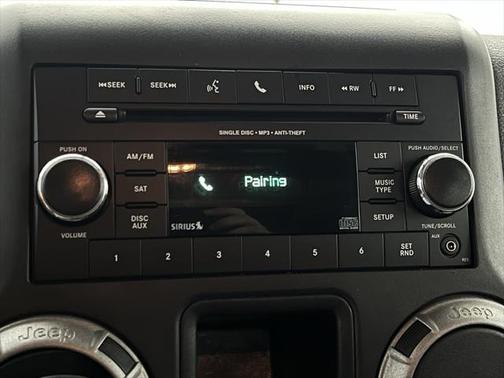 SEEK
SEEK
INFO
RW
FF
TIME
SINGLE DISC • MP3 • ANTI-THEFT
PUSH ON
PUSH AUDIO/SELECT
AM/FM
LIST
SAT
Pairing
MUSIC
TYPE
DISC
AUX
SIRIUS
SETUP
VOLUME
TUNE/SCROLL
1
2
3
4
5
6
SET
RND
AUX
Jeep
Jeep